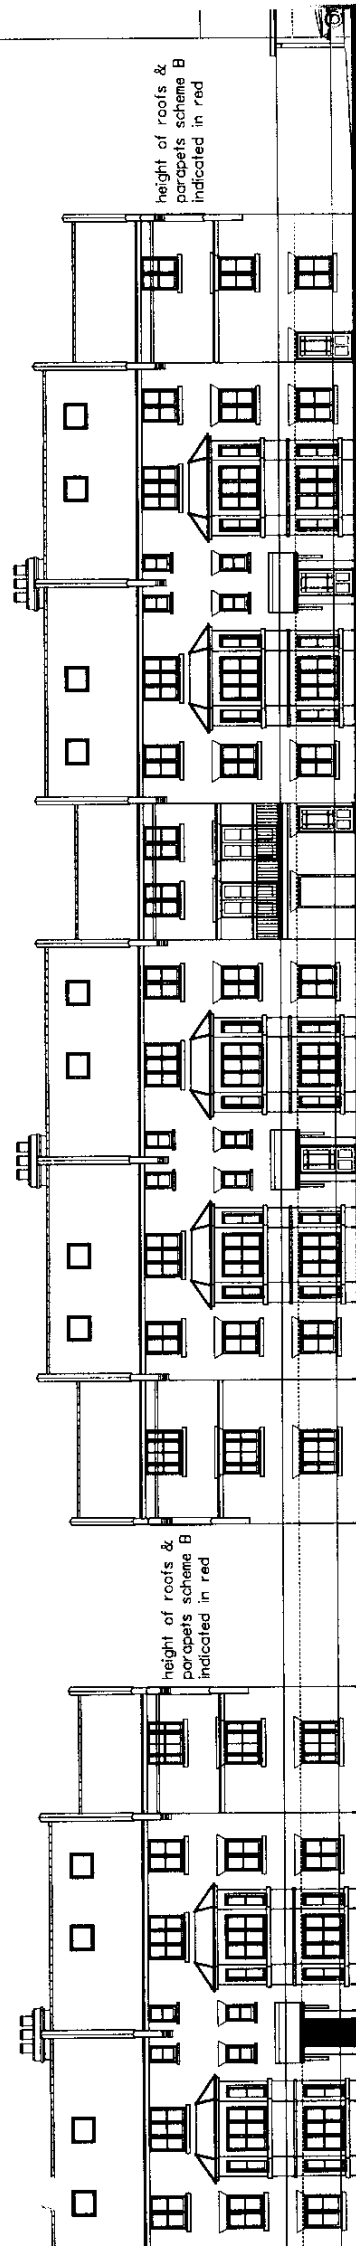 height of roofs &
parapets scheme B
indicated in red
height of roofs &
parapets scheme B
indicated in red